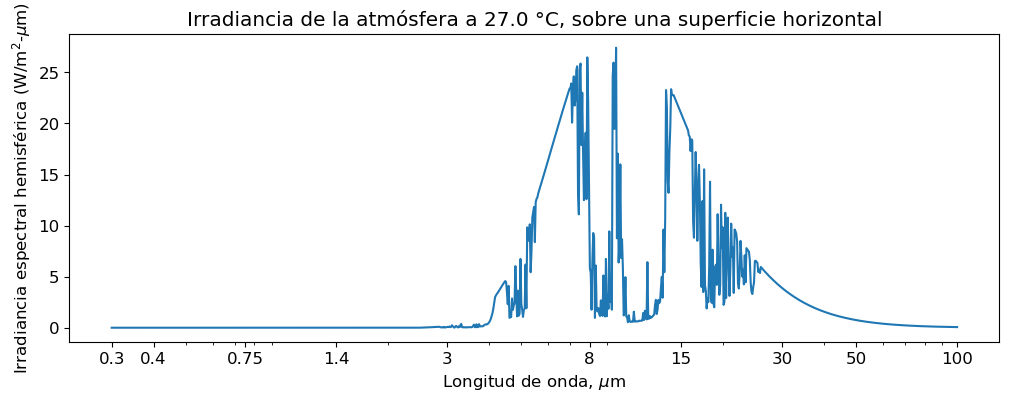 Irradiancia de la atmósfera a 27.0 °C, sobre una superficie horizontal
Irradiancia espectral hemisférica (W/m²-μm)
25
20
15
10
5
0
0.3 0.4 0.75 1.4 3 8 15 30 50 100
Longitud de onda, μm